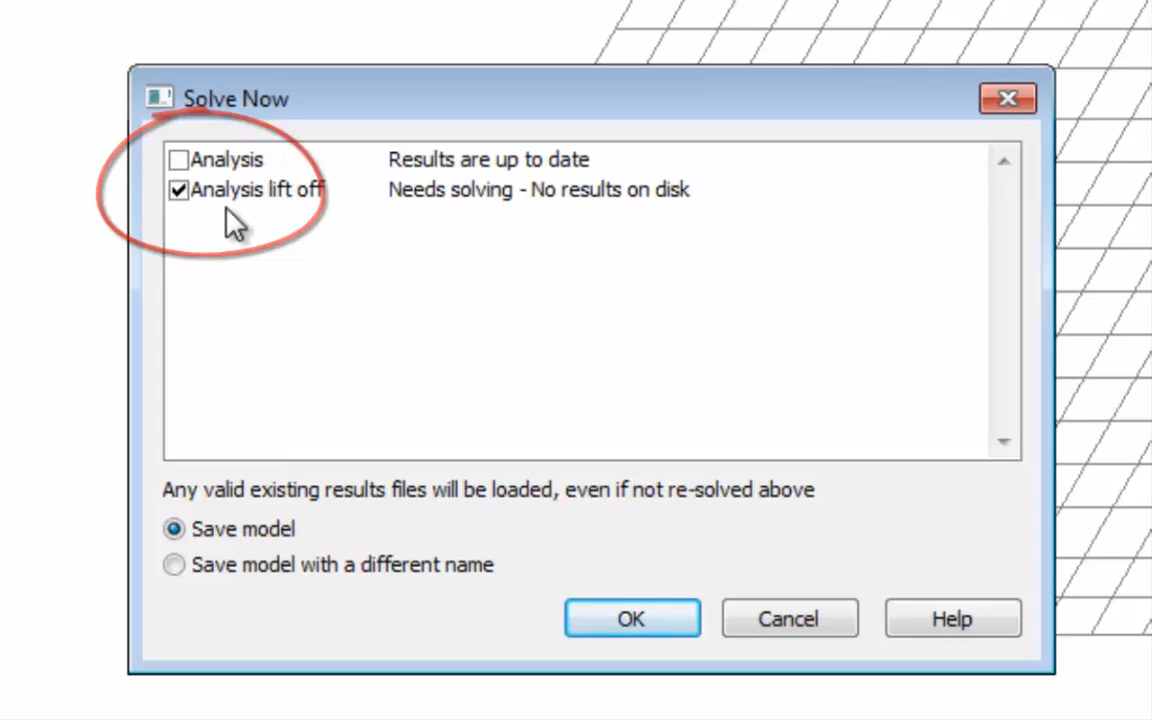 Solve Now
Analysis Results are up to date
Analysis lift off Needs solving - No results on disk
Any valid existing results files will be loaded, even if not re-solved above
Save model
Save model with a different name
OK Cancel Help